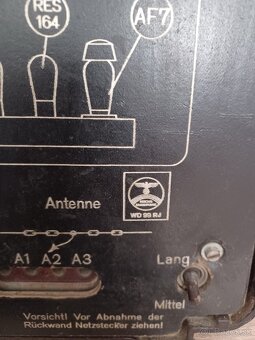 RES
164
AF7
WD 99 RJ
Antenne
A1 A2 A3
Lang
Mittel
Vorsicht! Vor Abnahme der
Rückwand Netzstecker ziehen!